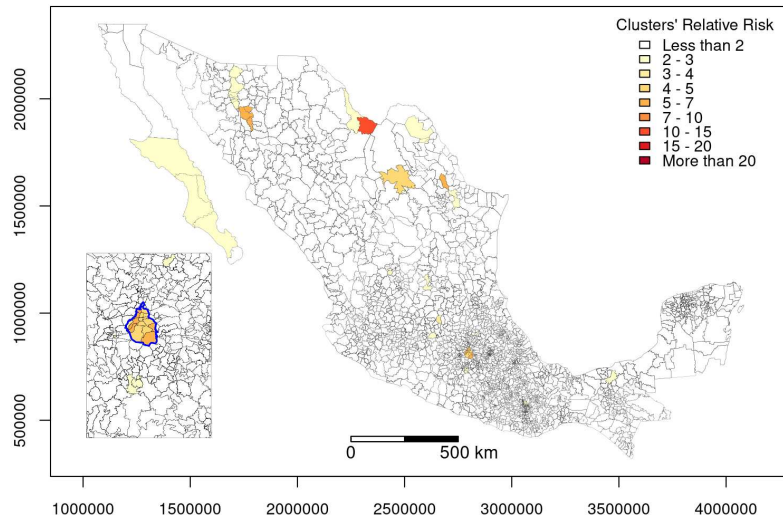 Clusters' Relative Risk
Less than 2
2 - 3
3 - 4
4 - 5
5 - 7
7 - 10
10 - 15
15 - 20
More than 20
2000000
1500000
1000000
500000
0 500 km
1000000 1500000 2000000 2500000 3000000 3500000 4000000